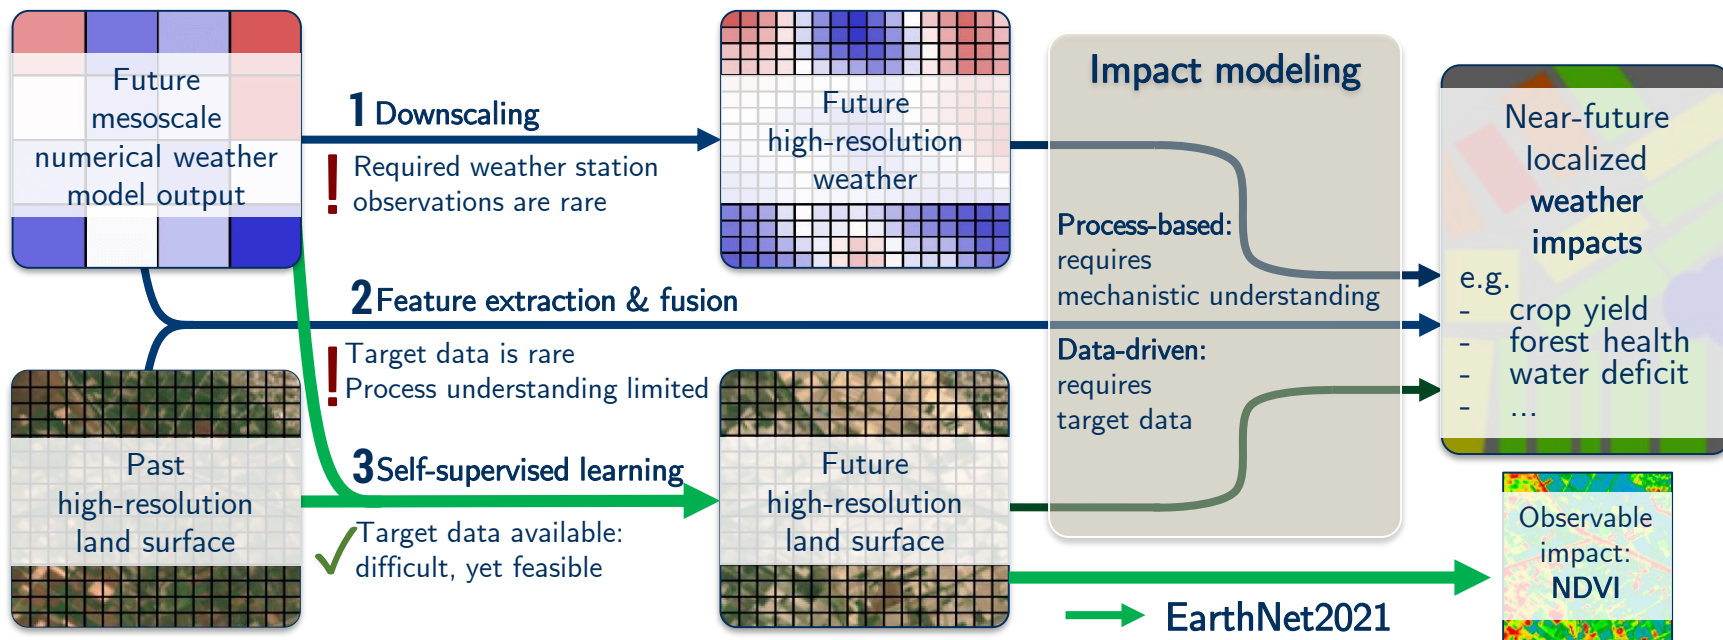 Future
mesoscale
numerical weather
model output
1 Downscaling
! Required weather station
observations are rare
Future
high-resolution
weather
Impact modeling
Process-based:
requires
mechanistic understanding
Data-driven:
requires
target data
Near-future
localized
weather
impacts
e.g.
- crop yield
- forest health
- water deficit
- ...
2 Feature extraction & fusion
! Target data is rare
Process understanding limited
Past
high-resolution
land surface
3 Self-supervised learning
Target data available:
difficult, yet feasible
Future
high-resolution
land surface
Observable
impact:
NDVI
EarthNet2021